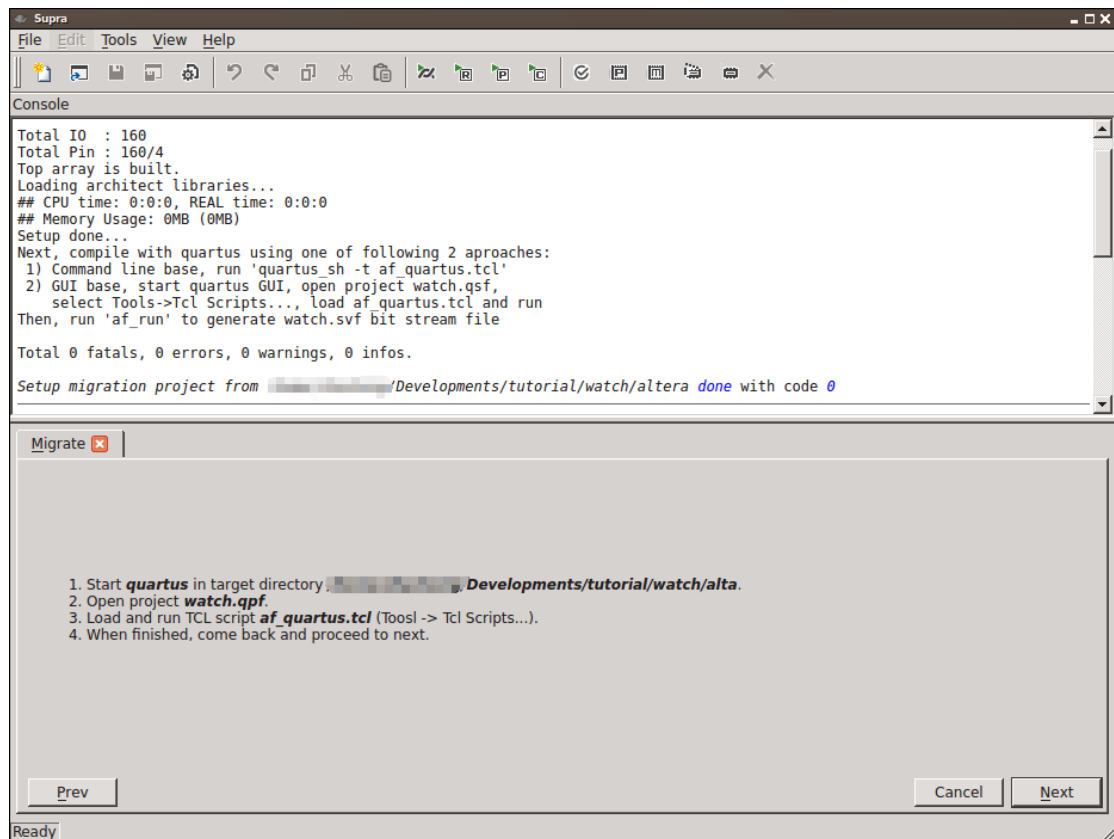 Supra
File Edit Tools View Help
Console
Total IO  : 160
Total Pin : 160/4
Top array is built.
Loading architect libraries...
## CPU time: 0:0:0, REAL time: 0:0:0
## Memory Usage: 0MB (0MB)
Setup done...
Next, compile with quartus using one of following 2 aproaches:
 1) Command line base, run 'quartus_sh -t af_quartus.tcl'
 2) GUI base, start quartus GUI, open project watch.qsf,
    select Tools->Tcl Scripts..., load af_quartus.tcl and run
Then, run 'af_run' to generate watch.svf bit stream file
Total 0 fatals, 0 errors, 0 warnings, 0 infos.
Setup migration project from /Developments/tutorial/watch/altera done with code 0
Migrate
1. Start quartus in target directory /Developments/tutorial/watch/alta.
2. Open project watch.qpf.
3. Load and run TCL script af_quartus.tcl (Toosl -> Tcl Scripts...).
4. When finished, come back and proceed to next.
Prev Cancel Next
Ready